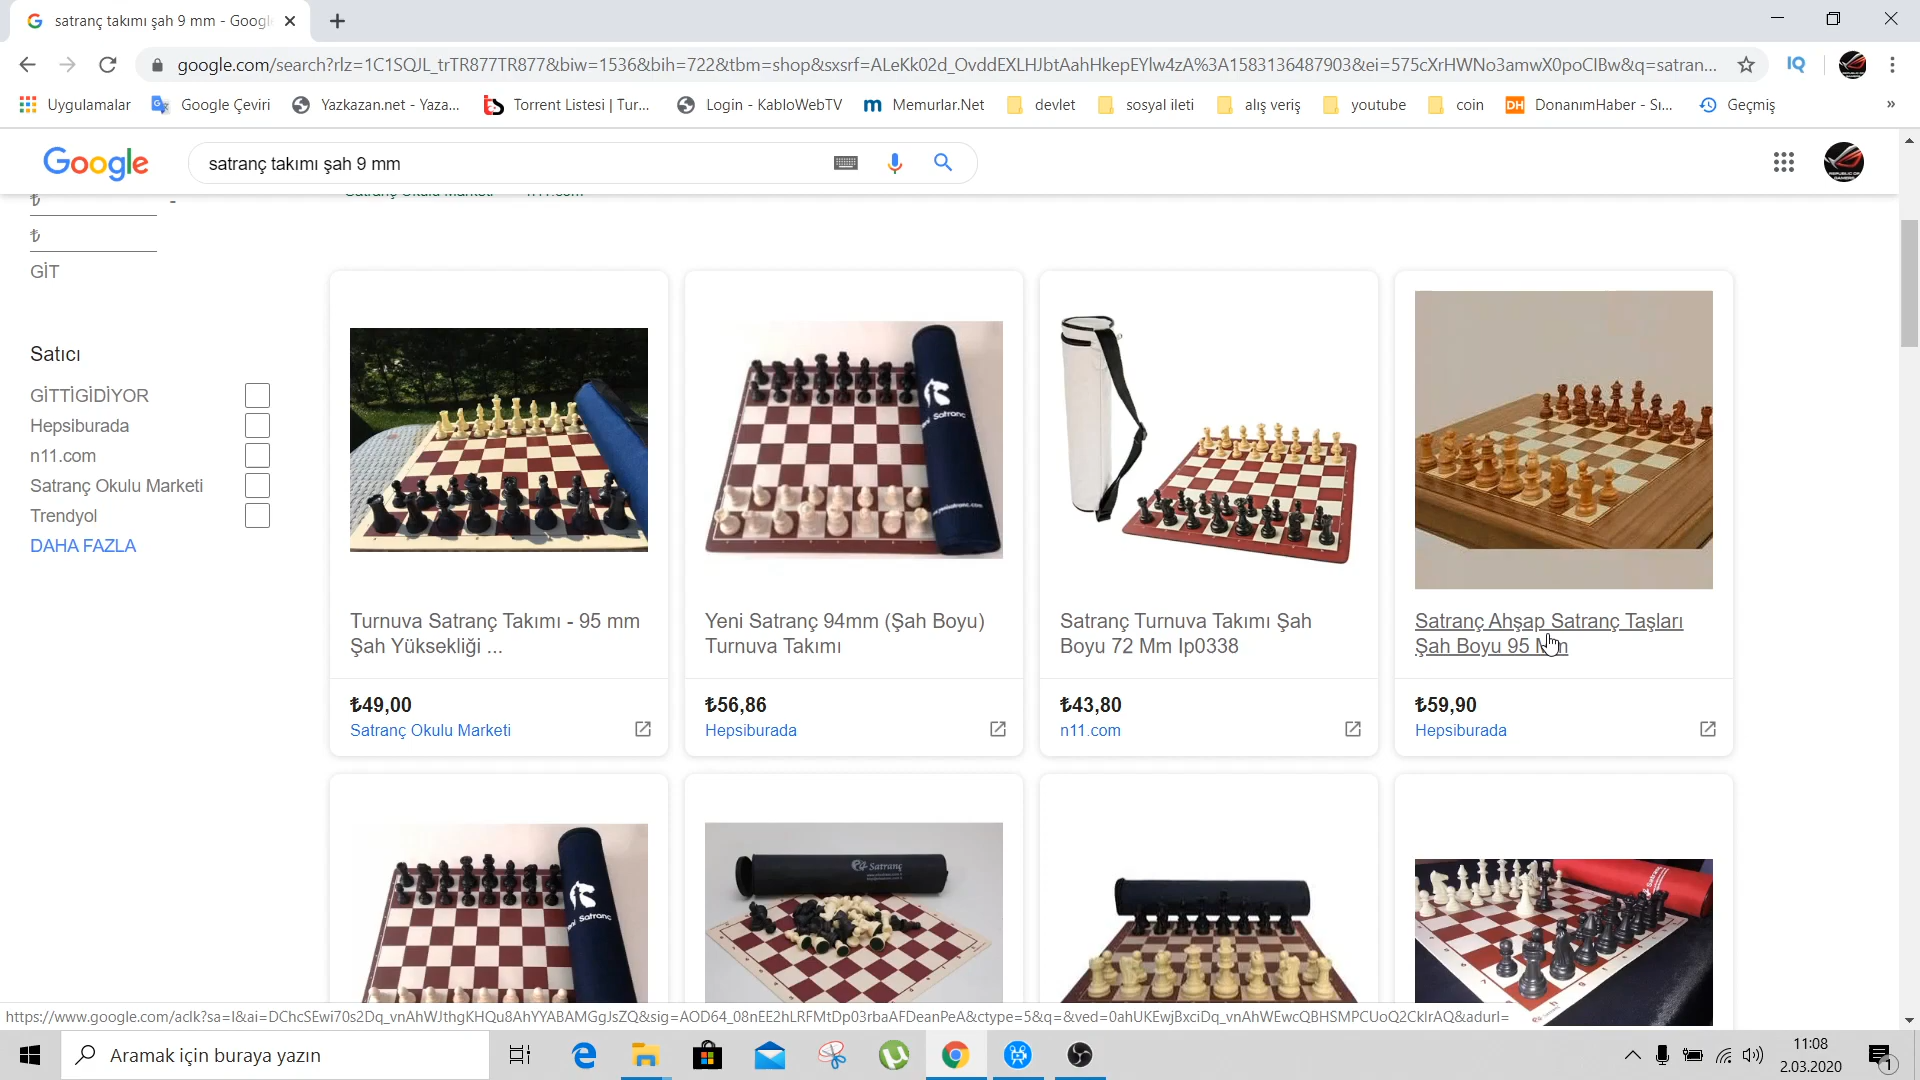 satranç takımı şah 9 mm - Googl
google.com/search?rlz=1C1SQJL_trTR877TR877&biw=1536&bih=722&tbm=shop&sxsrf=ALeKk02d_OvddEXLHJbtAahHkepEYlw4zA%3A1583136487903&ei=575cXrHWNo3amwX0poCIBw&q=satran...
Uygulamalar Google Çeviri Yazkazan.net - Yaza... Torrent Listesi | Tur... Login - KabloWebTV Memurlar.Net devlet sosyal ileti alış veriş youtube coin DH DonanımHaber - Sı... Geçmiş »
Google satranç takımı şah 9 mm
₺ -
₺
GİT
Satıcı
GİTTİGİDİYOR
Hepsiburada
n11.com
Satranç Okulu Marketi
Trendyol
DAHA FAZLA
Turnuva Satranç Takımı - 95 mm
Şah Yüksekliği ...
₺49,00
Satranç Okulu Marketi
Yeni Satranç 94mm (Şah Boyu)
Turnuva Takımı
₺56,86
Hepsiburada
Satranç Turnuva Takımı Şah
Boyu 72 Mm Ip0338
₺43,80
n11.com
Satranç Ahşap Satranç Taşları
Şah Boyu 95 Mm
₺59,90
Hepsiburada
https://www.google.com/aclk?sa=l&ai=DChcSEwi70s2Dq_vnAhWJthgKHQu8AhYYABAMGgJsZQ&sig=AOD64_08nEE2hLRFMtDp03rbaAFDeanPeA&ctype=5&q=&ved=0ahUKEwjBxciDq_vnAhWEwcQBHSMPCUoQ2CkIrAQ&adurl=
Aramak için buraya yazın
11:08
2.03.2020
1